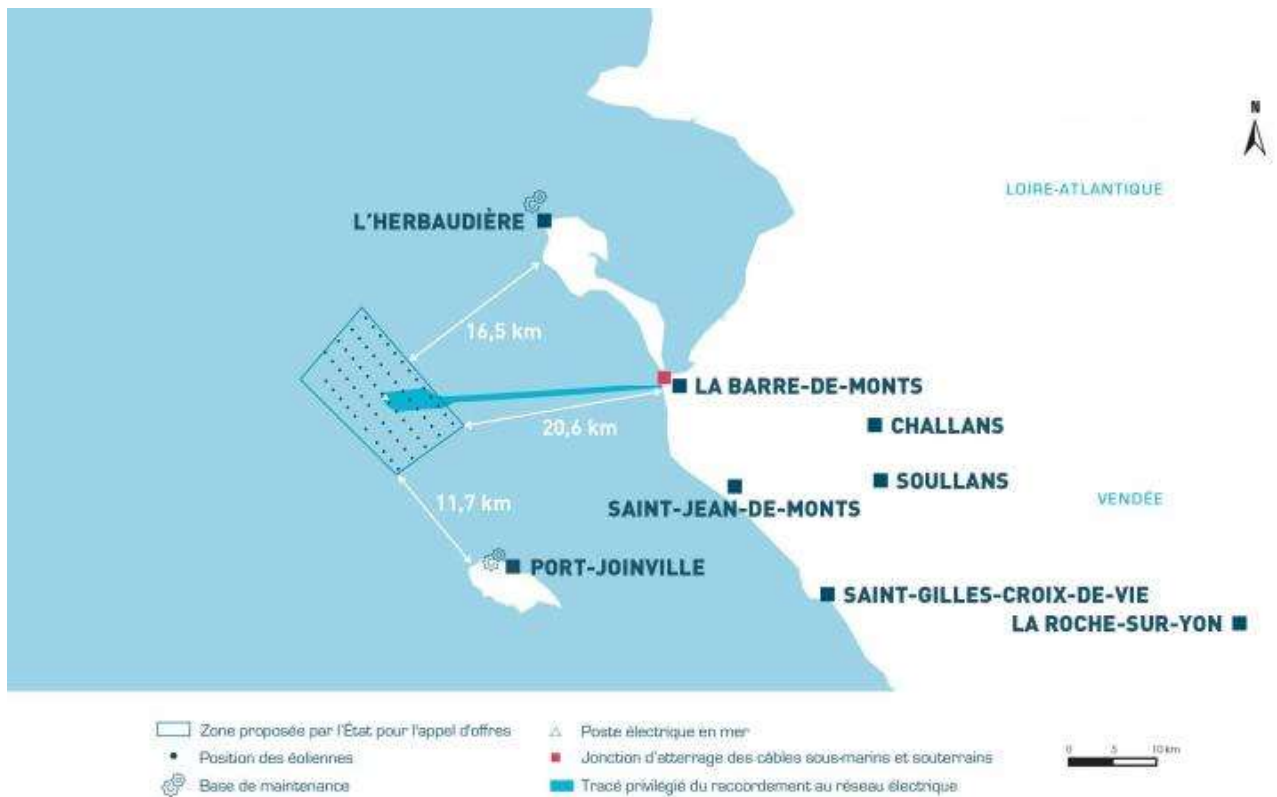 N
LOIRE-ATLANTIQUE
L'HERBAUDIÈRE
16,5 km
LA BARRE-DE-MONTS
20,6 km
CHALLANS
SOULLANS
SAINT-JEAN-DE-MONTS
VENDÉE
11,7 km
PORT-JOINVILLE
SAINT-GILLES-CROIX-DE-VIE
LA ROCHE-SUR-YON
Zone proposée par l'État pour l'appel d'offres
Position des éoliennes
Base de maintenance
Poste électrique en mer
Jonction d'atterrage des câbles sous-marins et souterrains
Tracé privilégié du raccordement au réseau électrique
0 5 10 km